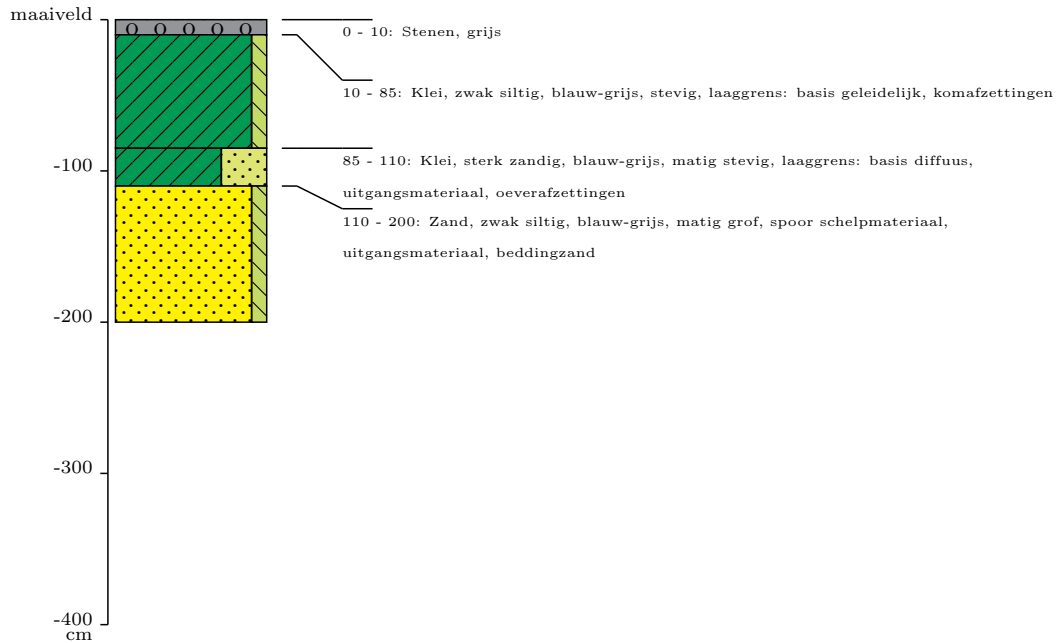 maaiveld
O O O O O
0 - 10: Stenen, grijs
10 - 85: Klei, zwak siltig, blauw-grijs, stevig, laaggrens: basis geleidelijk, komafzettingen
85 - 110: Klei, sterk zandig, blauw-grijs, matig stevig, laaggrens: basis diffuus,
-100
uitgangsmateriaal, oeverafzettingen
110 - 200: Zand, zwak siltig, blauw-grijs, matig grof, spoor schelpmateriaal,
uitgangsmateriaal, beddingzand
-200
-300
-400
cm